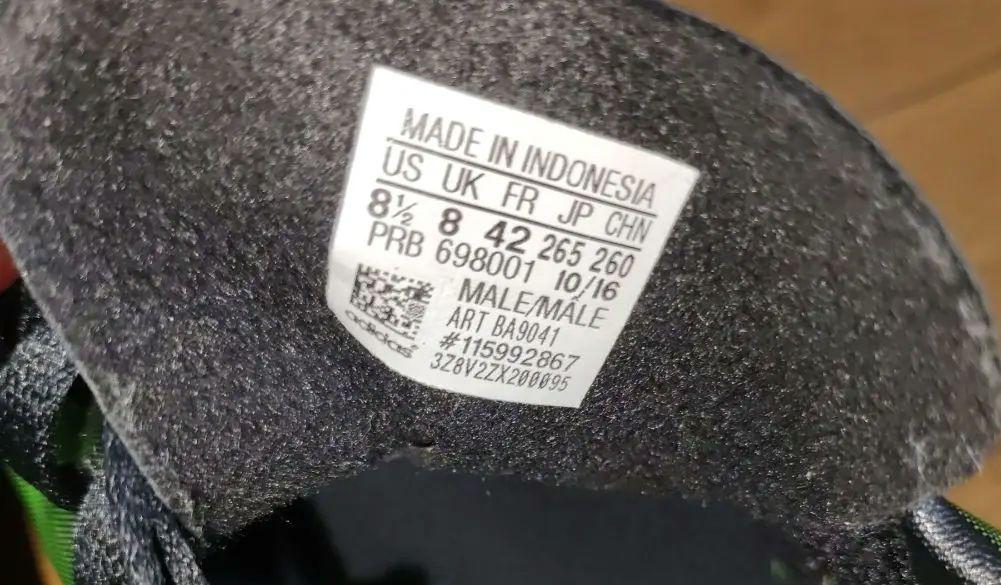 MADE IN INDONESIA
US UK FR JP CHN
8½ 8 42 265 260
PRB 698001 10/16
MALE/MÂLE
ART BA9041
#115992867
3Z8V2ZX200095
adidas